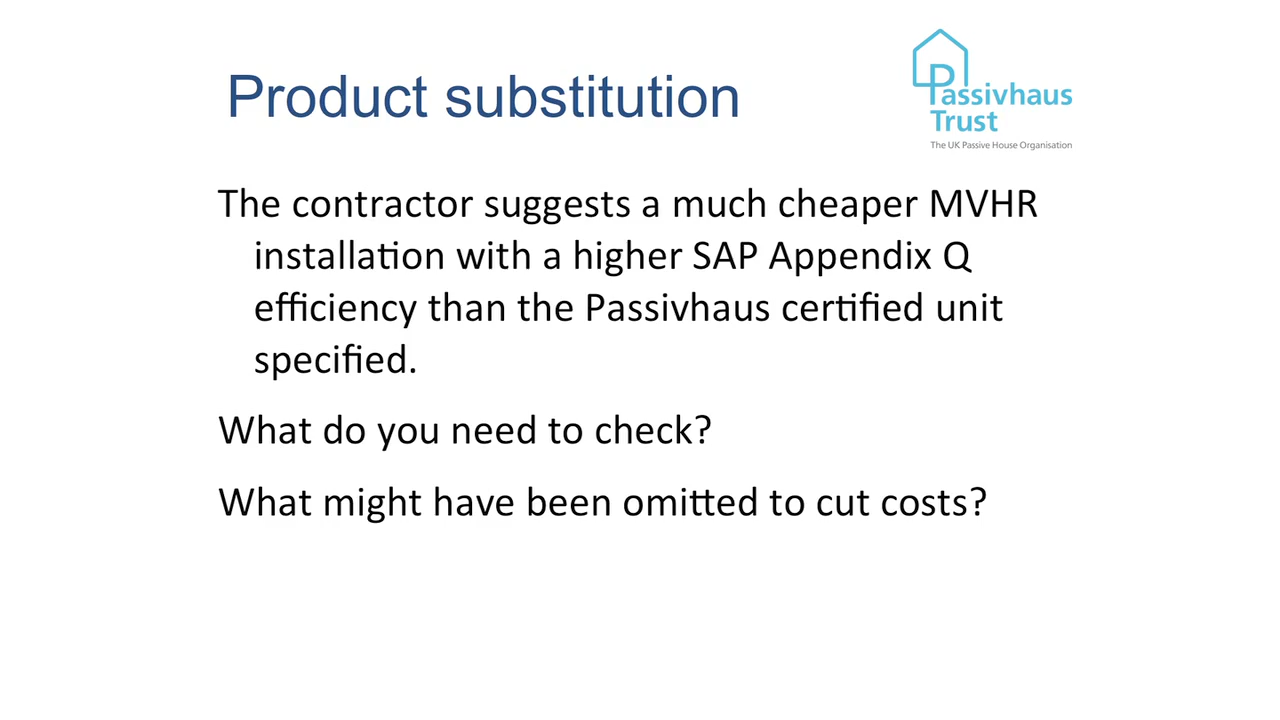 Product substitution
Passivhaus
Trust
The UK Passive House Organisation
The contractor suggests a much cheaper MVHR
installation with a higher SAP Appendix Q
efficiency than the Passivhaus certified unit
specified.
What do you need to check?
What might have been omitted to cut costs?